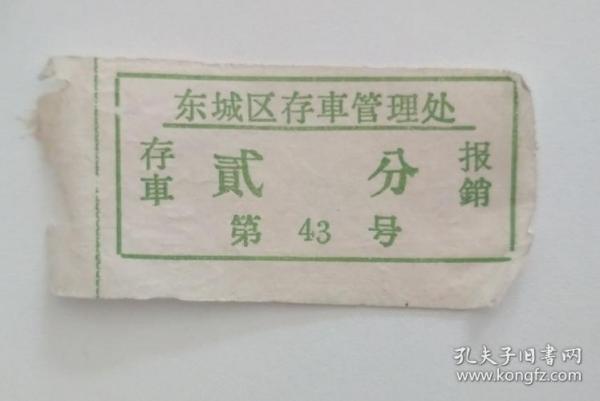 东城区存車管理处
存車
貳分
报銷
第 43 号
孔夫子旧书网
www.kongfz.com